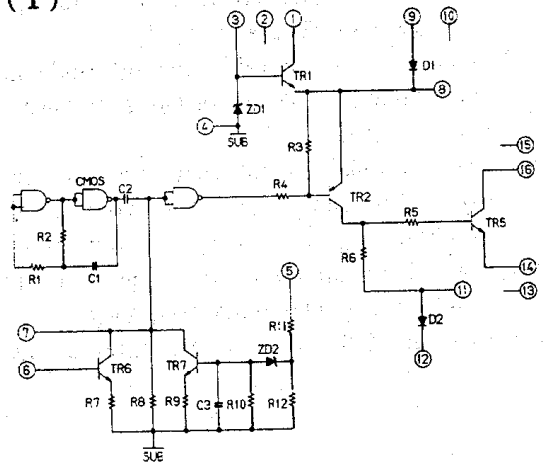 (1)
3
2
1
9
10
TR1
D1
8
ZD1
4
SUB
R3
15
16
CMOS
C2
R4
TR2
R5
TR5
R2
R6
14
R1
C1
5
11
13
D2
7
R11
12
ZD2
6
TR6
TR7
R7
R8
R9
C3
R10
R12
SUB